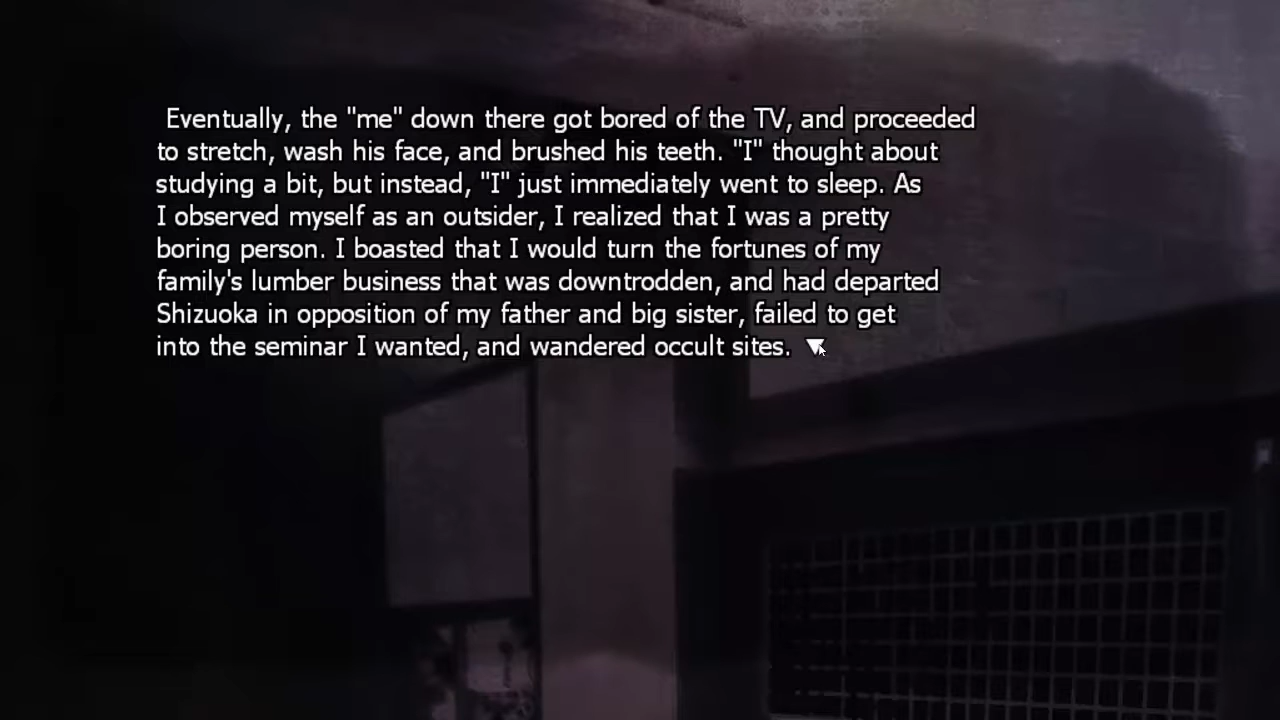 Eventually, the "me" down there got bored of the TV, and proceeded
to stretch, wash his face, and brushed his teeth. "I" thought about
studying a bit, but instead, "I" just immediately went to sleep. As
I observed myself as an outsider, I realized that I was a pretty
boring person. I boasted that I would turn the fortunes of my
family's lumber business that was downtrodden, and had departed
Shizuoka in opposition of my father and big sister, failed to get
into the seminar I wanted, and wandered occult sites.